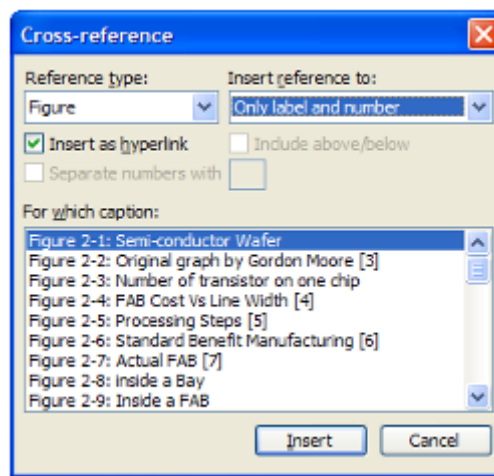 Cross-reference
Reference type: Insert reference to:
Figure Only label and number
Insert as hyperlink Include above/below
Separate numbers with
For which caption:
Figure 2-1: Semi-conductor Wafer
Figure 2-2: Original graph by Gordon Moore [3]
Figure 2-3: Number of transistor on one chip
Figure 2-4: FAB Cost Vs Line Width [4]
Figure 2-5: Processing Steps [5]
Figure 2-6: Standard Benefit Manufacturing [6]
Figure 2-7: Actual FAB [7]
Figure 2-8: inside a Bay
Figure 2-9: Inside a FAB
Insert Cancel